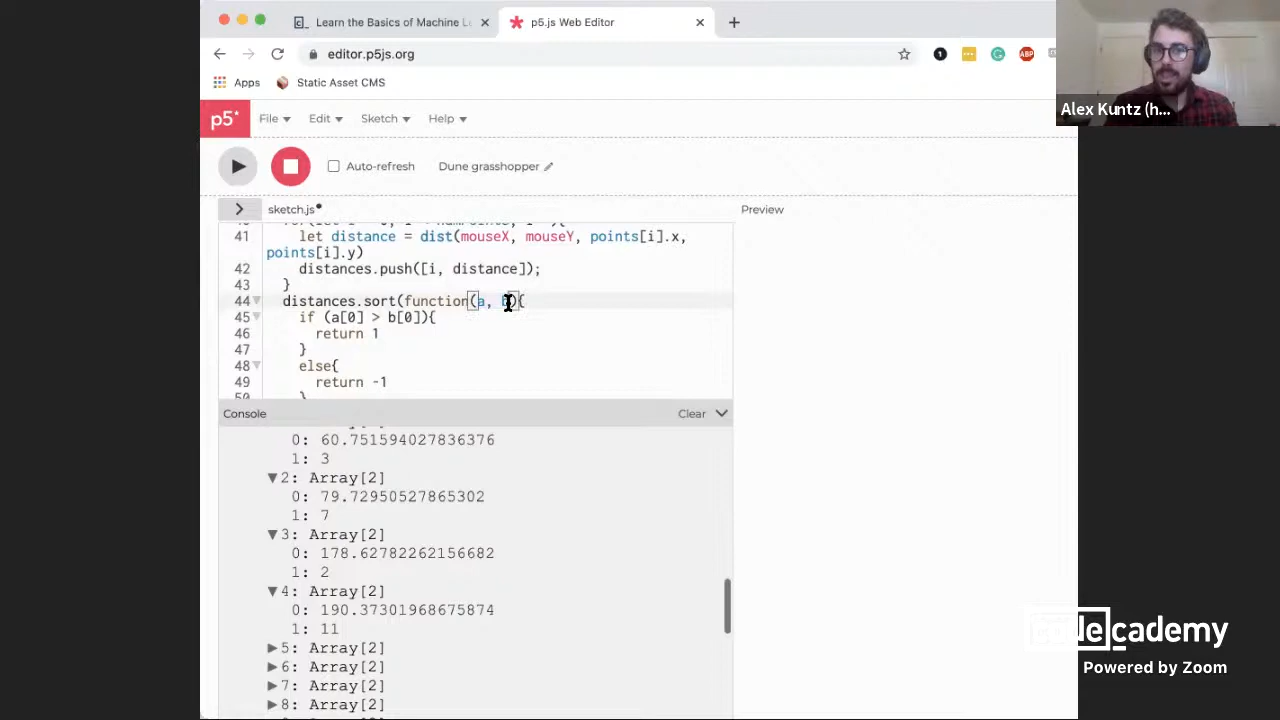 Learn the Basics of Machine Le
p5.js Web Editor
editor.p5js.org
1
ABP
Apps
Static Asset CMS
Alex Kuntz (h...
p5*
File
Edit
Sketch
Help
Auto-refresh
Dune grasshopper
sketch.js
Preview
41 let distance = dist(mouseX, mouseY, points[i].x,
points[i].y)
42 distances.push([i, distance]);
43 }
44 distances.sort(function(a, b){
45 if (a[0] > b[0]){
46 return 1
47 }
48 else{
49 return -1
50 }
Console
Clear
0: 60.751594027836376
1: 3
2: Array[2]
0: 79.72950527865302
1: 7
3: Array[2]
0: 178.62782262156682
1: 2
4: Array[2]
0: 190.37301968675874
1: 11
5: Array[2]
6: Array[2]
7: Array[2]
8: Array[2]
codecademy
Powered by Zoom